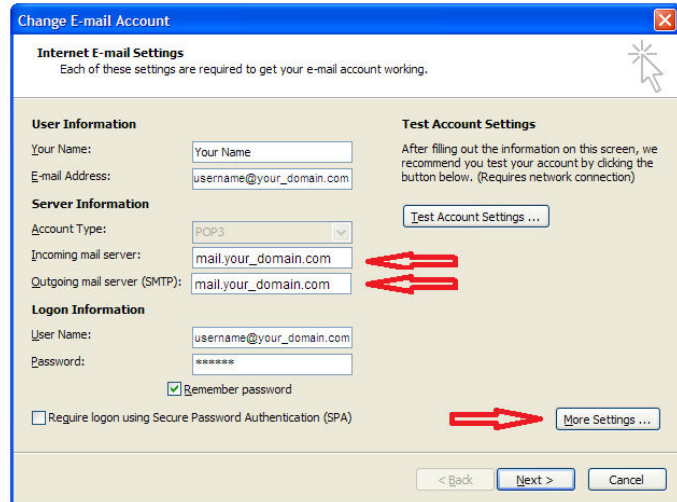 Change E-mail Account
Internet E-mail Settings
Each of these settings are required to get your e-mail account working.
User Information
Your Name:
Your Name
E-mail Address:
username@your_domain.com
Server Information
Account Type:
POP3
Incoming mail server:
mail.your_domain.com
Outgoing mail server (SMTP):
mail.your_domain.com
Logon Information
User Name:
username@your_domain.com
Password:
******
Remember password
Require logon using Secure Password Authentication (SPA)
Test Account Settings
After filling out the information on this screen, we
recommend you test your account by clicking the
button below. (Requires network connection)
Test Account Settings ...
More Settings ...
< Back
Next >
Cancel